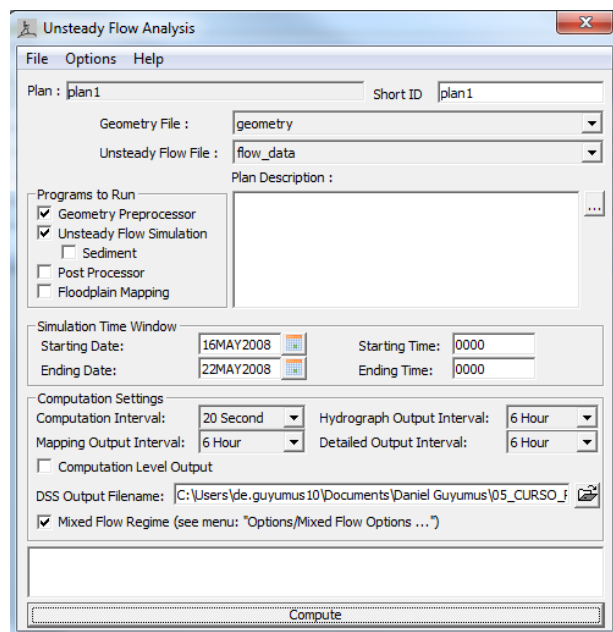 Unsteady Flow Analysis
File Options Help
Plan : plan1 Short ID plan1
Geometry File : geometry
Unsteady Flow File : flow_data
Plan Description :
Programs to Run
Geometry Preprocessor
Unsteady Flow Simulation
Sediment
Post Processor
Floodplain Mapping
...
Simulation Time Window
Starting Date: 16MAY2008 Starting Time: 0000
Ending Date: 22MAY2008 Ending Time: 0000
Computation Settings
Computation Interval: 20 Second Hydrograph Output Interval: 6 Hour
Mapping Output Interval: 6 Hour Detailed Output Interval: 6 Hour
Computation Level Output
DSS Output Filename: C:\Users\de.guyumus10\Documents\Daniel Guyumus\05_CURSO_F
Mixed Flow Regime (see menu: "Options/Mixed Flow Options ...")
Compute